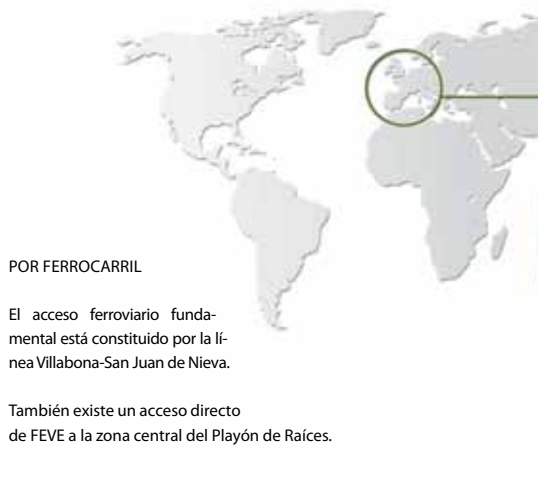 POR FERROCARRIL
El acceso ferroviario funda-
mental está constituido por la lí-
nea Villabona-San Juan de Nieva.
También existe un acceso directo
de FEVE a la zona central del Playón de Raíces.